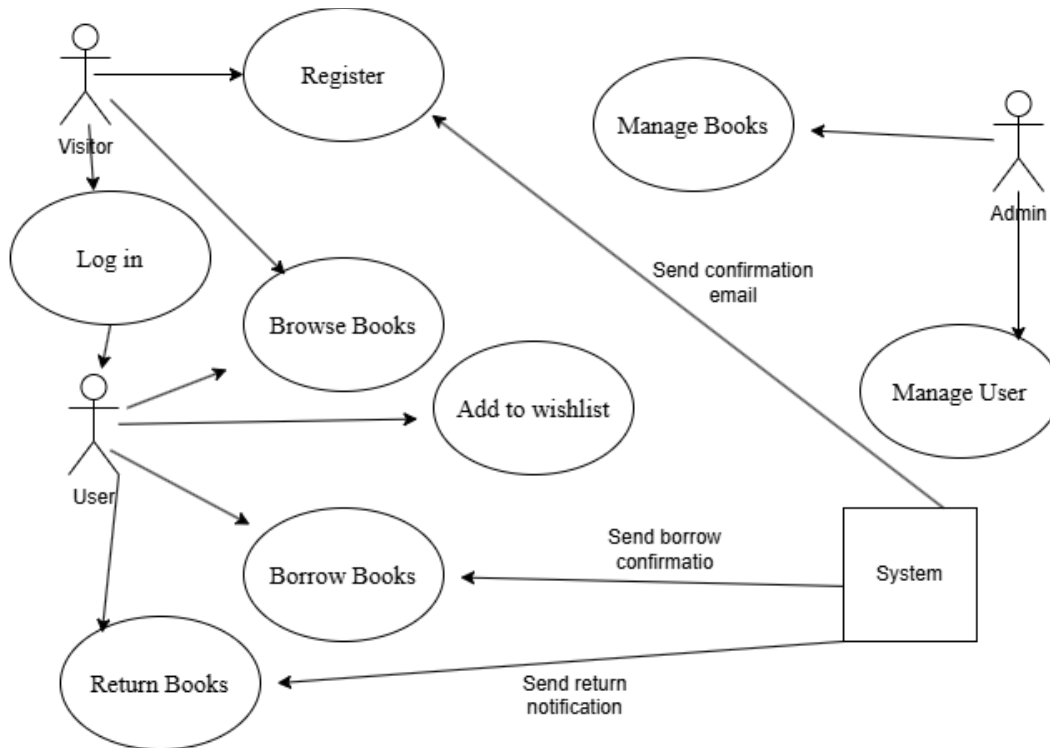 Register
Manage Books
Visitor
Admin
Log in
Send confirmation
email
Browse Books
Manage User
Add to wishlist
User
Send borrow
confirmatio
System
Borrow Books
Return Books
Send return
notification